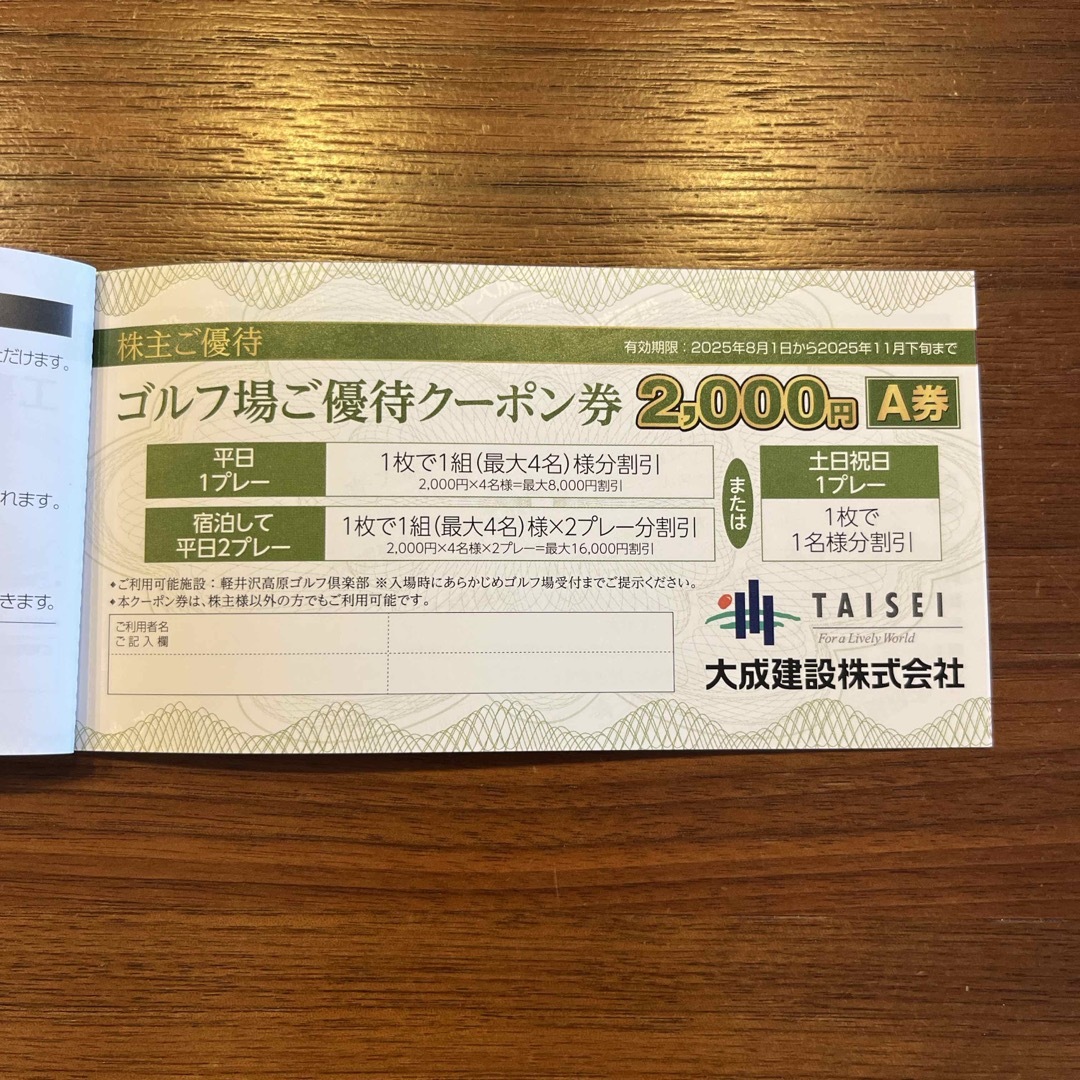 ただけます。
れます。
きます。
株主ご優待
有効期限：2025年8月1日から2025年11月下旬まで
ゴルフ場ご優待クーポン券 2,000円 A券
平日
1プレー
1枚で1組（最大4名）様分割引
2,000円×4名様=最大8,000円割引
宿泊して
平日2プレー
1枚で1組（最大4名）様×2プレー分割引
2,000円×4名様×2プレー=最大16,000円割引
または
土日祝日
1プレー
1枚で
1名様分割引
◆ご利用可能施設：軽井沢高原ゴルフ倶楽部 ※入場時にあらかじめゴルフ場受付までご提示ください。
◆本クーポン券は、株主様以外の方でもご利用可能です。
ご利用者名
ご記入欄
TAISEI
For a Lively World
大成建設株式会社